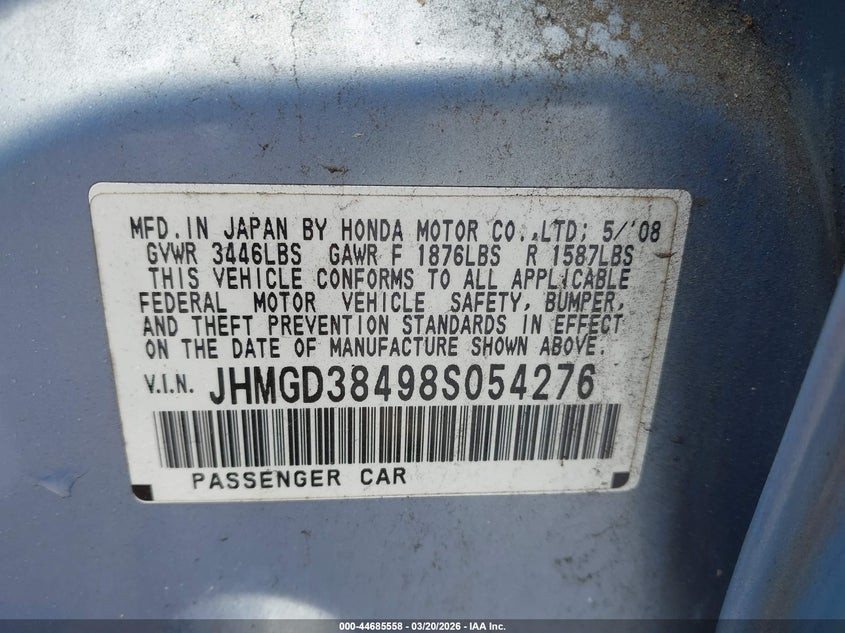 MFD. IN JAPAN BY HONDA MOTOR CO., LTD; 5/'08
GVWR 3446LBS GAWR F 1876LBS R 1587LBS
THIS VEHICLE CONFORMS TO ALL APPLICABLE
FEDERAL MOTOR VEHICLE SAFETY, BUMPER,
AND THEFT PREVENTION STANDARDS IN EFFECT
ON THE DATE OF MANUFACTURE SHOWN ABOVE.
V.I.N. JHMGD38498S054276
PASSENGER CAR
000-44685558 - 03/20/2026 - IAA Inc.